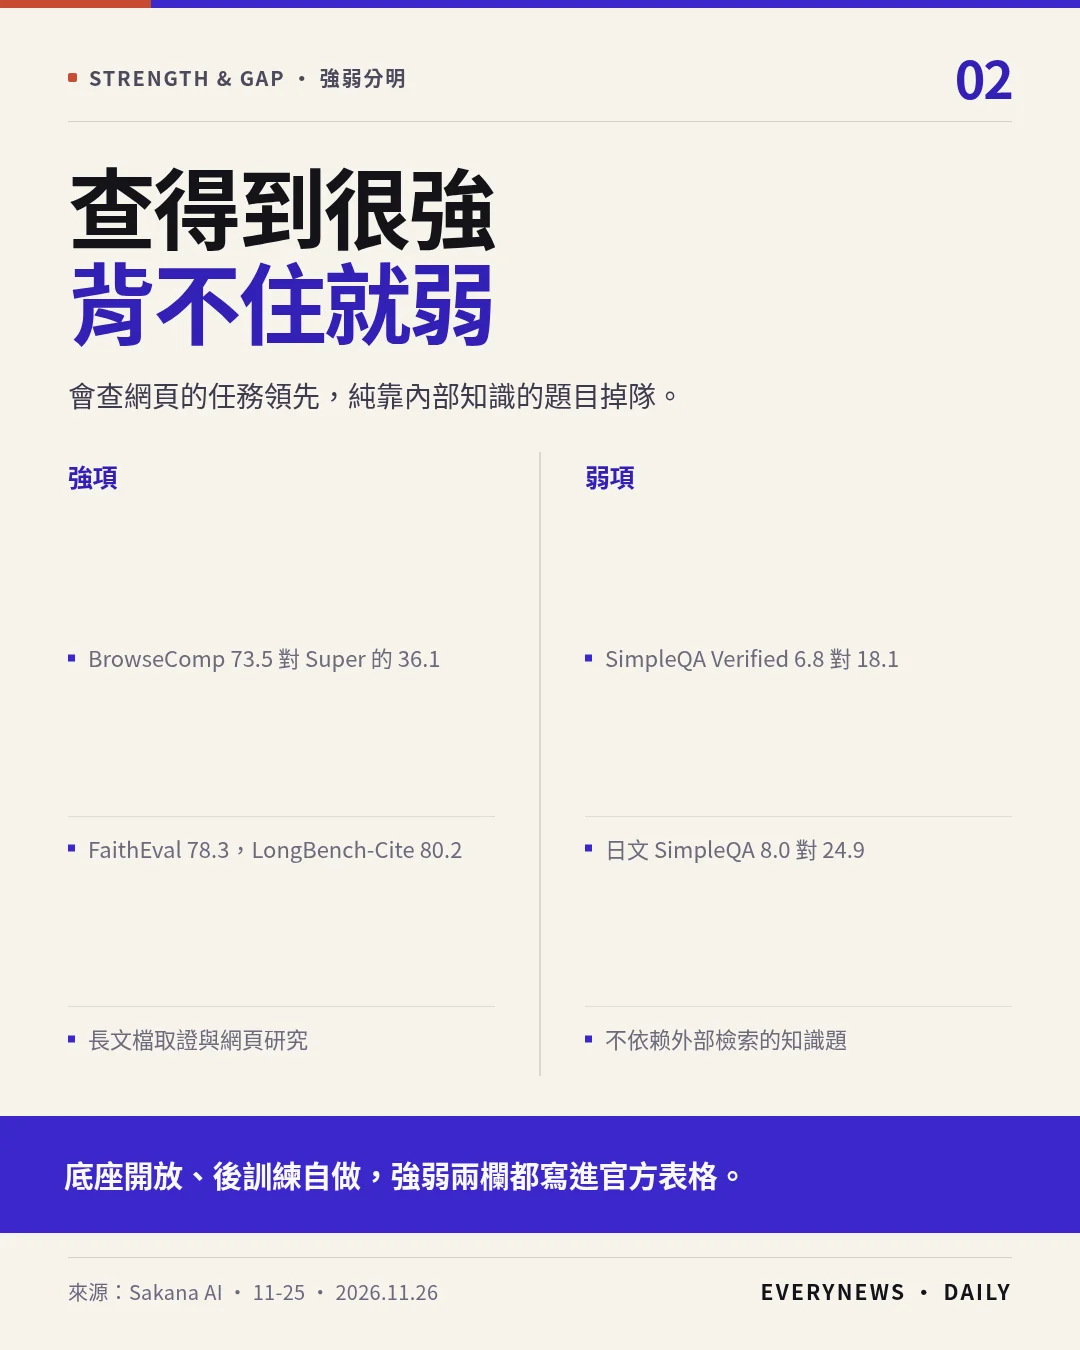 STRENGTH & GAP • 強弱分明
02
查得到很強
背不住就弱
會查網頁的任務領先，純靠內部知識的題目掉隊。
強項
BrowseComp 73.5 對 Super 的 36.1
FaithEval 78.3，LongBench-Cite 80.2
長文檔取證與網頁研究
弱項
SimpleQA Verified 6.8 對 18.1
日文 SimpleQA 8.0 對 24.9
不依賴外部檢索的知識題
底座開放、後訓練自做，強弱兩欄都寫進官方表格。
來源：Sakana AI • 11-25 • 2026.11.26
EVERYNEWS • DAILY